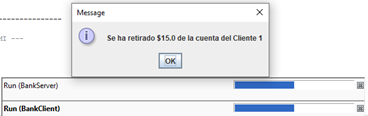 Message
Se ha retirado $15.0 de la cuenta del Cliente 1
OK
Run (BankServer)
Run (BankClient)